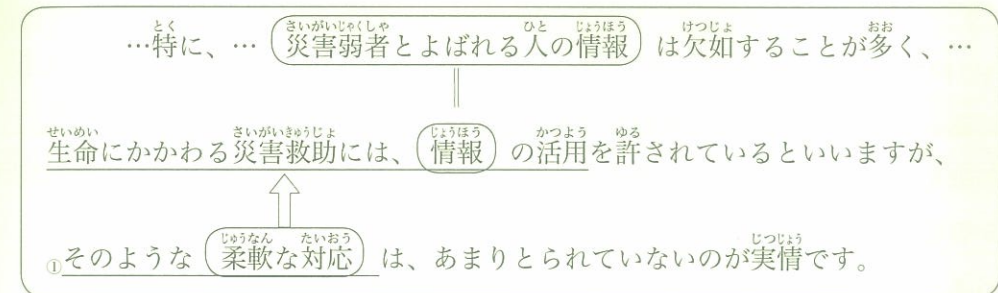 …特に、… 災害弱者とよばれる人の情報 は欠如することが多く、…
生命にかかわる災害救助には、 情報 の活用を許されているといいますが、
①そのような 柔軟な対応 は、あまりとられていないのが実情です。